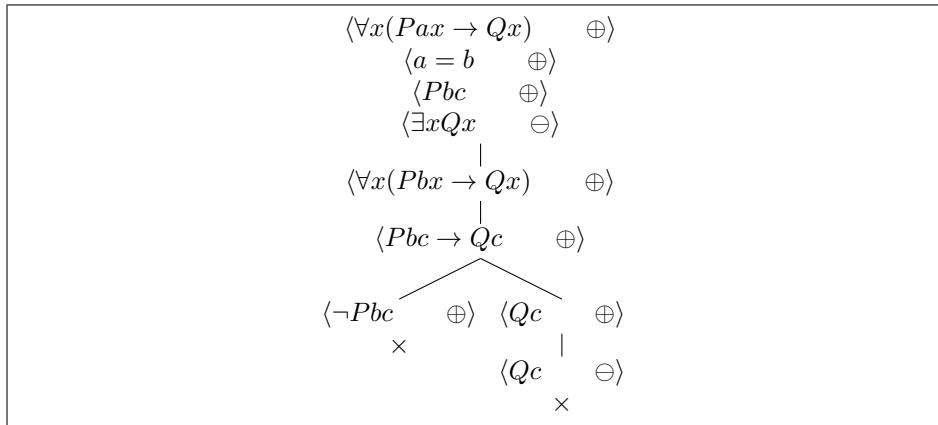 ⟨∀x(Pax → Qx) ⊕⟩
⟨a = b ⊕⟩
⟨Pbc ⊕⟩
⟨∃xQx ⊖⟩
⟨∀x(Pbx → Qx) ⊕⟩
⟨Pbc → Qc ⊕⟩
⟨¬Pbc ⊕⟩ ⟨Qc ⊕⟩
×
⟨Qc ⊖⟩
×